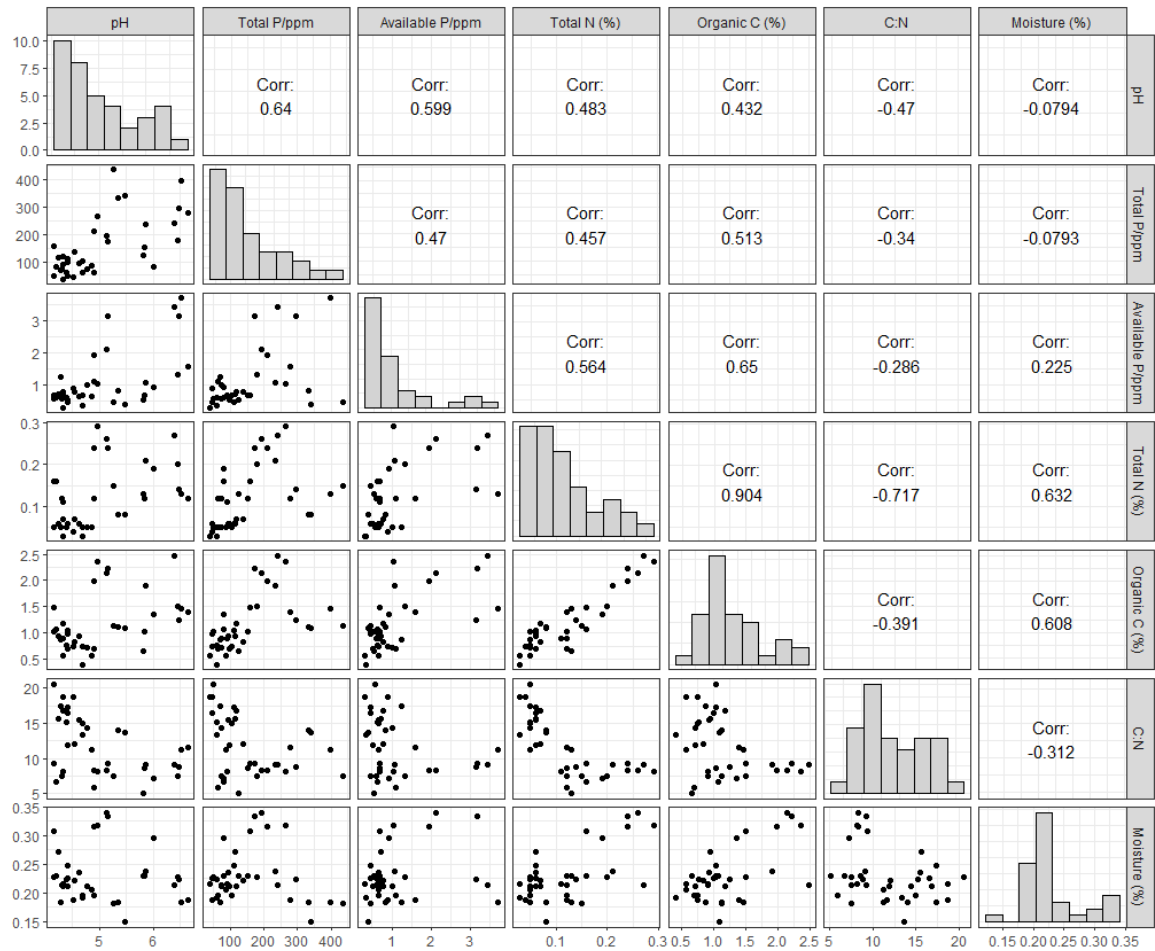 pH Total P/ppm Available P/ppm Total N (%) Organic C (%) C:N Moisture (%)
10.0
7.5
5.0
2.5
0.0
Corr:
0.64
Corr:
0.599
Corr:
0.483
Corr:
0.432
Corr:
-0.47
Corr:
-0.0794
pH
400
300
200
100
Corr:
0.47
Corr:
0.457
Corr:
0.513
Corr:
-0.34
Corr:
-0.0793
Total P/ppm
3
2
1
Corr:
0.564
Corr:
0.65
Corr:
-0.286
Corr:
0.225
Available P/ppm
0.3
0.2
0.1
Corr:
0.904
Corr:
-0.717
Corr:
0.632
Total N (%)
2.5
2.0
1.5
1.0
0.5
Corr:
-0.391
Corr:
0.608
Organic C (%)
20
15
10
5
Corr:
-0.312
C:N
0.35
0.30
0.25
0.20
0.15
Moisture (%)
5 6 100 200 300 400 1 2 3 0.1 0.2 0.3 0.5 1.0 1.5 2.0 2.5 5 10 15 20 0.15 0.20 0.25 0.30 0.35